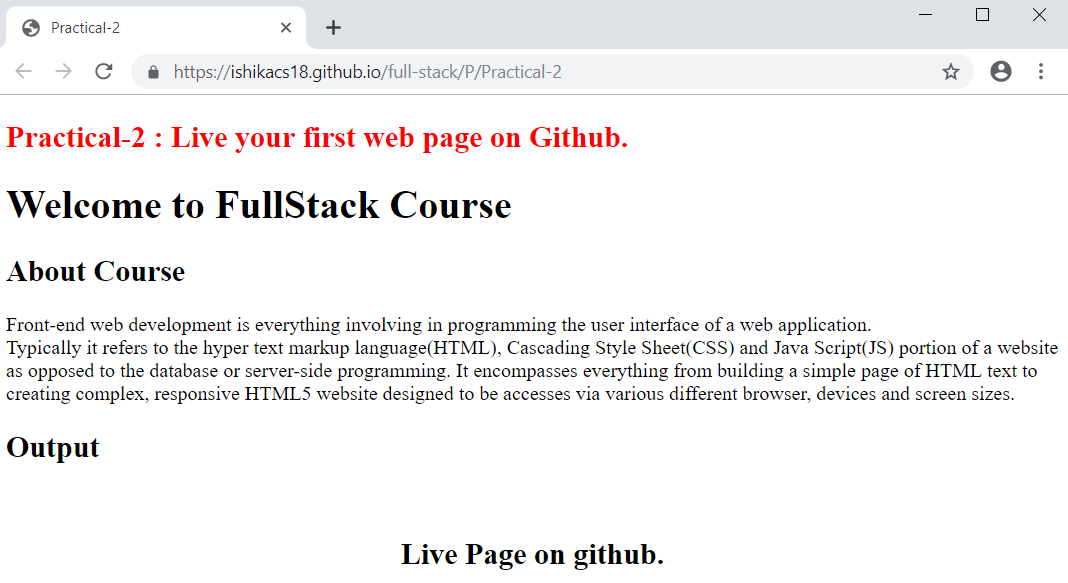 Practical-2
https://ishikacs18.github.io/full-stack/P/Practical-2
Practical-2 : Live your first web page on Github.
Welcome to FullStack Course
About Course
Front-end web development is everything involving in programming the user interface of a web application.
Typically it refers to the hyper text markup language(HTML), Cascading Style Sheet(CSS) and Java Script(JS) portion of a website
as opposed to the database or server-side programming. It encompasses everything from building a simple page of HTML text to
creating complex, responsive HTML5 website designed to be accesses via various different browser, devices and screen sizes.
Output
Live Page on github.